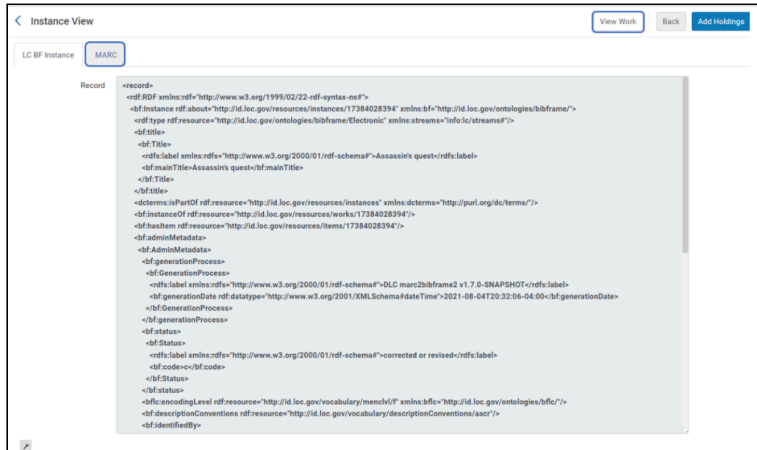 Instance View
View Work
Back
Add Holdings
LC BF Instance
MARC
Record
<record>
<rdf:RDF xmlns:rdf="http://www.w3.org/1999/02/22-rdf-syntax-ns#">
<bf:Instance rdf:about="http://id.loc.gov/resources/instances/17384028394" xmlns:bf="http://id.loc.gov/ontologies/bibframe/">
<rdf:type rdf:resource="http://id.loc.gov/ontologies/bibframe/Electronic" xmlns:streams="info:lc/streams#"/>
<bf:title>
<bf:Title>
<rdfs:label xmlns:rdfs="http://www.w3.org/2000/01/rdf-schema#">Assassin's quest</rdfs:label>
<bf:mainTitle>Assassin's quest</bf:mainTitle>
</bf:Title>
</bf:title>
<dcterms:isPartOf rdf:resource="http://id.loc.gov/resources/instances" xmlns:dcterms="http://purl.org/dc/terms/"/>
<bf:instanceOf rdf:resource="http://id.loc.gov/resources/works/17384028394"/>
<bf:hasItem rdf:resource="http://id.loc.gov/resources/items/17384028394"/>
<bf:adminMetadata>
<bf:AdminMetadata>
<bf:generationProcess>
<bf:GenerationProcess>
<rdfs:label xmlns:rdfs="http://www.w3.org/2000/01/rdf-schema#">DLC marc2bibframe2 v1.7.0-SNAPSHOT</rdfs:label>
<bf:generationDate rdf:datatype="http://www.w3.org/2001/XMLSchema#dateTime">2021-08-04T20:32:06-04:00</bf:generationDate>
</bf:GenerationProcess>
</bf:generationProcess>
<bf:status>
<bf:Status>
<rdfs:label xmlns:rdfs="http://www.w3.org/2000/01/rdf-schema#">corrected or revised</rdfs:label>
<bf:code>c</bf:code>
</bf:Status>
</bf:status>
<bflc:encodingLevel rdf:resource="http://id.loc.gov/vocabulary/menclvl/f" xmlns:bflc="http://id.loc.gov/ontologies/bflc/"/>
<bf:descriptionConventions rdf:resource="http://id.loc.gov/vocabulary/descriptionConventions/aacr"/>
<bf:identifiedBy>